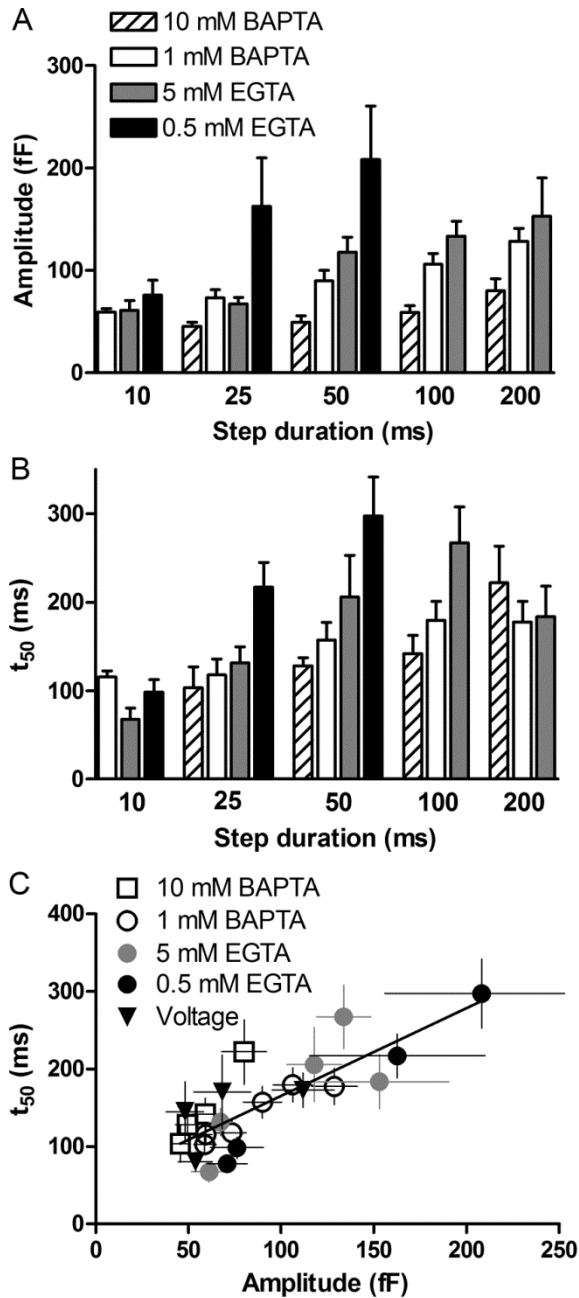 A
10 mM BAPTA
1 mM BAPTA
5 mM EGTA
0.5 mM EGTA
300
200
100
0
Amplitude (fF)
10 25 50 100 200
Step duration (ms)
B
300
200
100
0
t50 (ms)
10 25 50 100 200
Step duration (ms)
C
10 mM BAPTA
1 mM BAPTA
5 mM EGTA
0.5 mM EGTA
Voltage
400
300
200
100
0
t50 (ms)
0 50 100 150 200 250
Amplitude (fF)